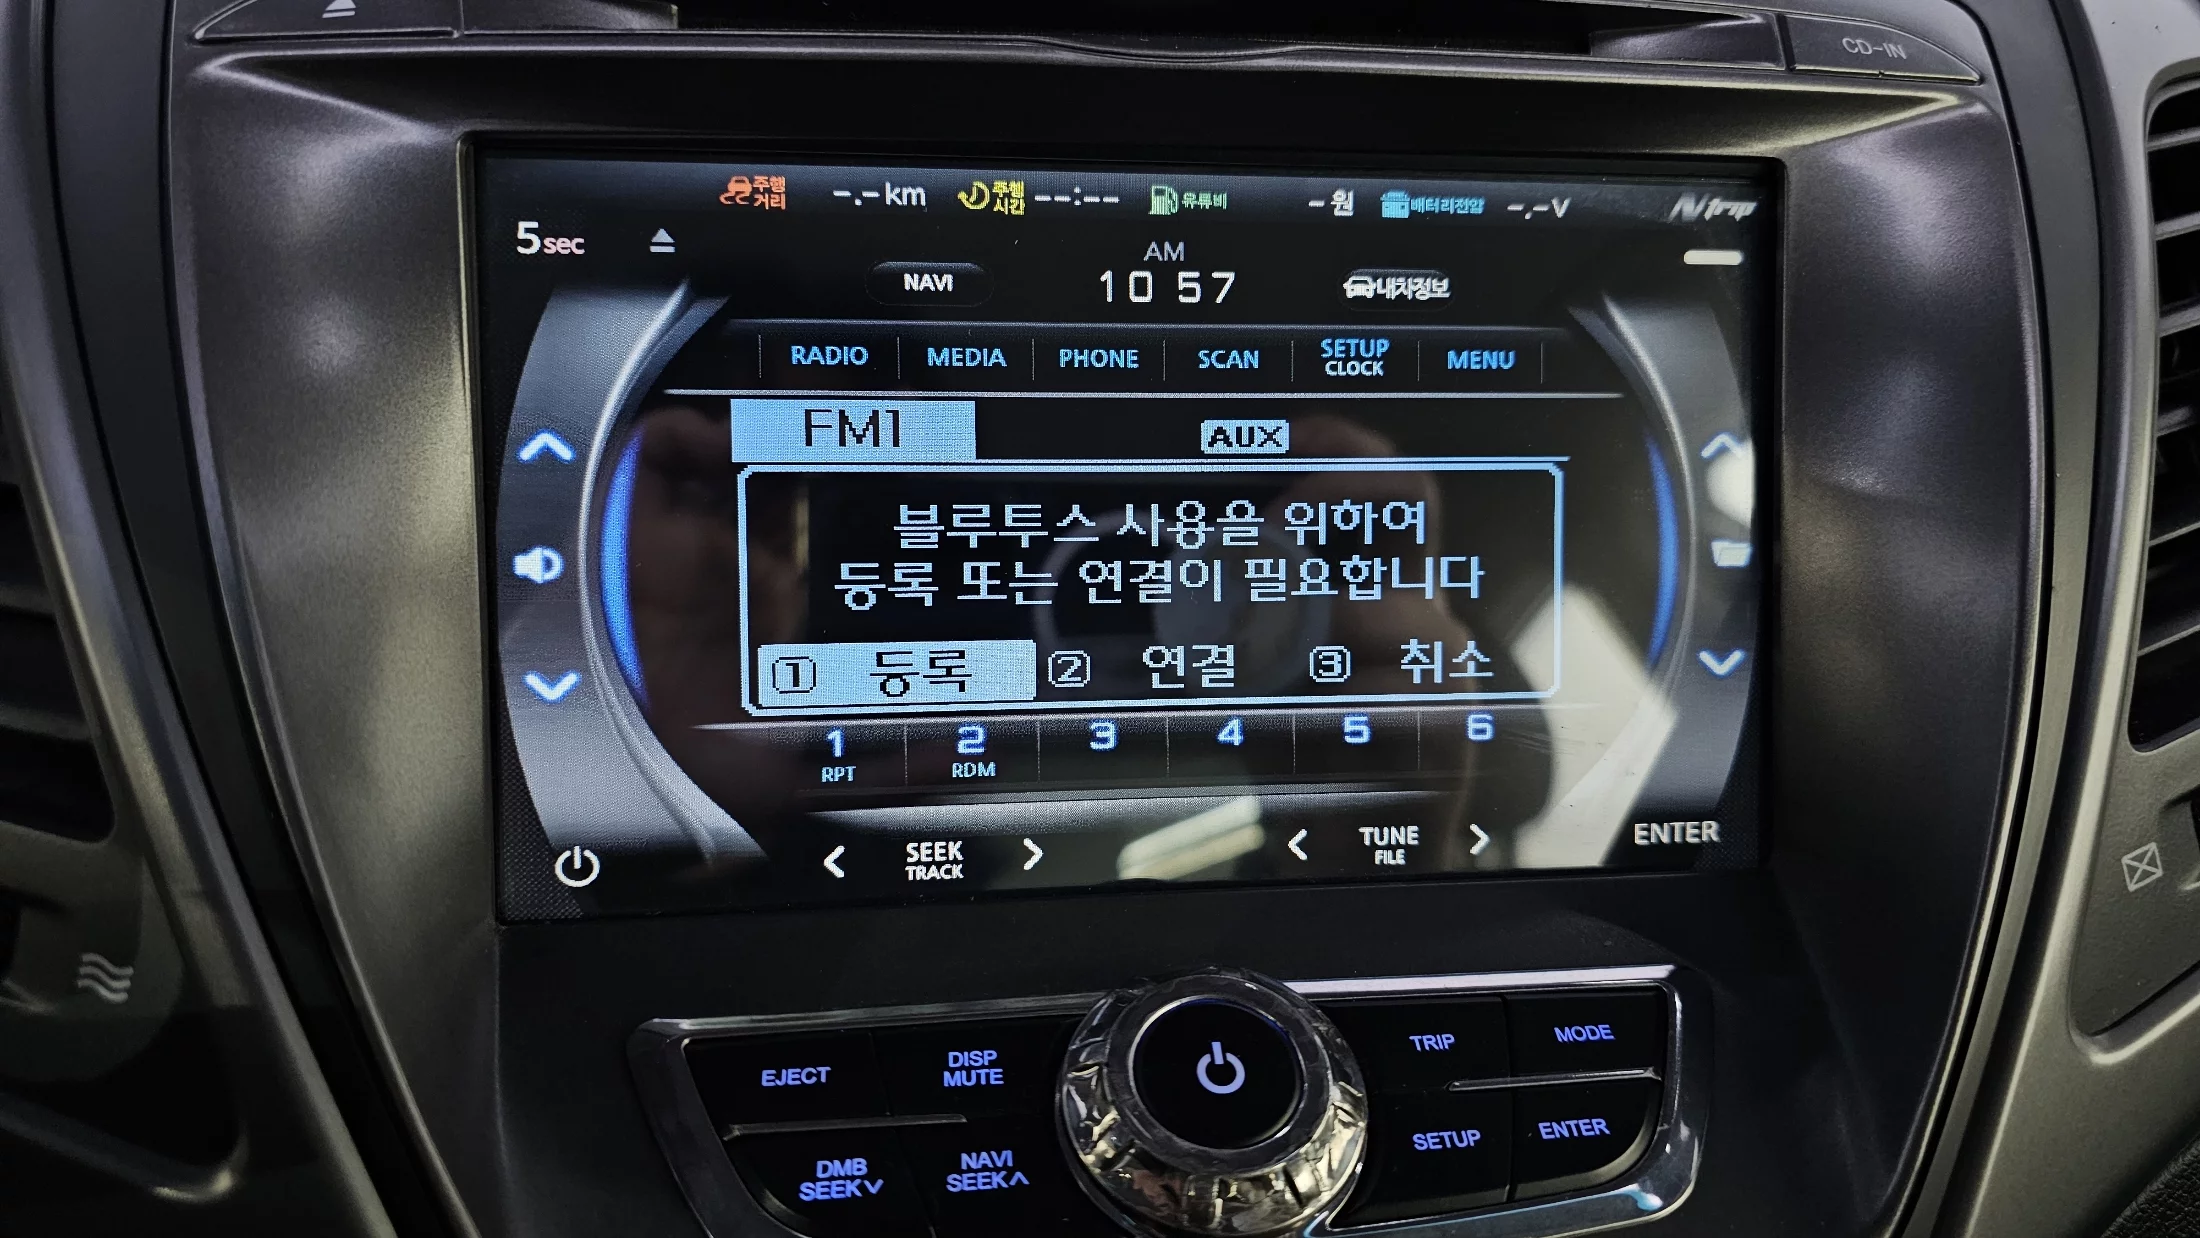 CD-IN
주행거리 -.-km 주행시간 --:-- 유류비 -원 배터리전압 -.-V Ntrip
5sec
AM
NAVI 10 57 내차정보
RADIO MEDIA PHONE SCAN SETUP CLOCK MENU
FM1 AUX
블루투스 사용을 위하여
등록 또는 연결이 필요합니다
① 등록 ② 연결 ③ 취소
1 2 3 4 5 6
RPT RDM
SEEK TRACK TUNE FILE ENTER
EJECT DISP MUTE TRIP MODE
DMB SEEK NAVI SEEK SETUP ENTER